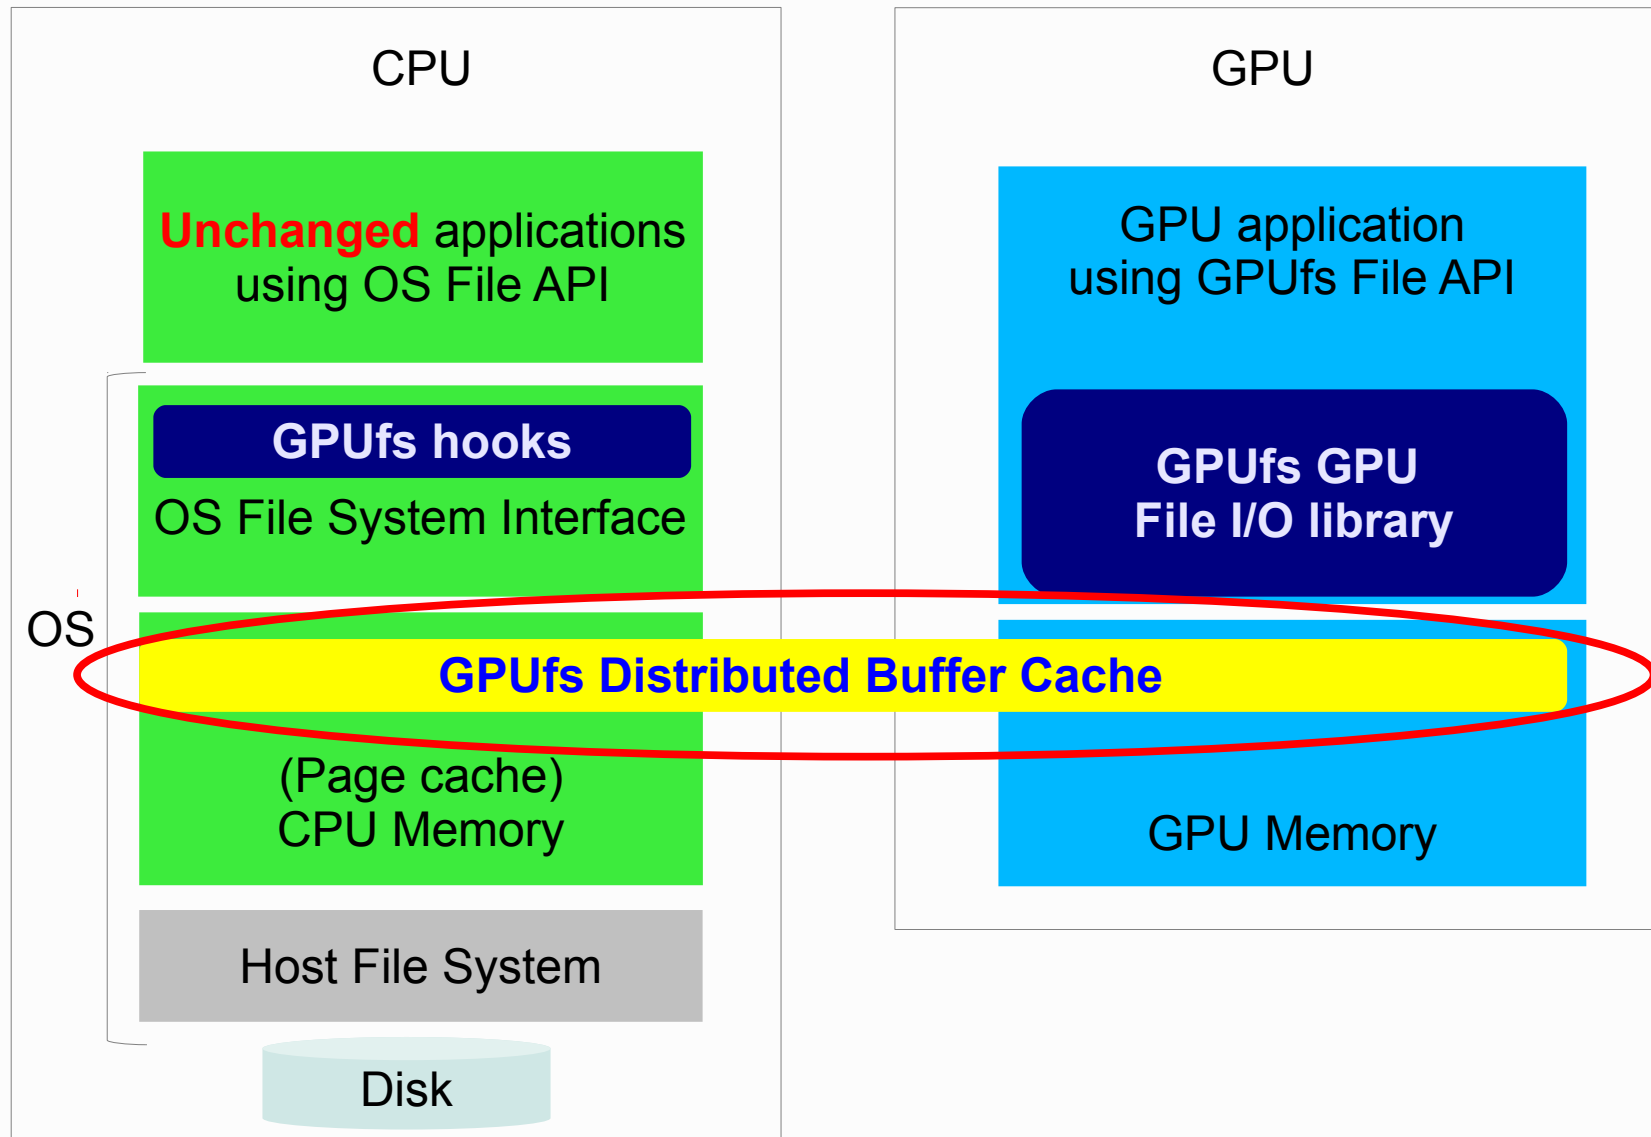 CPU
Unchanged applications
using OS File API
GPUfs hooks
OS File System Interface
OS
GPUfs Distributed Buffer Cache
(Page cache)
CPU Memory
Host File System
Disk
GPU
GPU application
using GPUfs File API
GPUfs GPU
File I/O library
GPU Memory